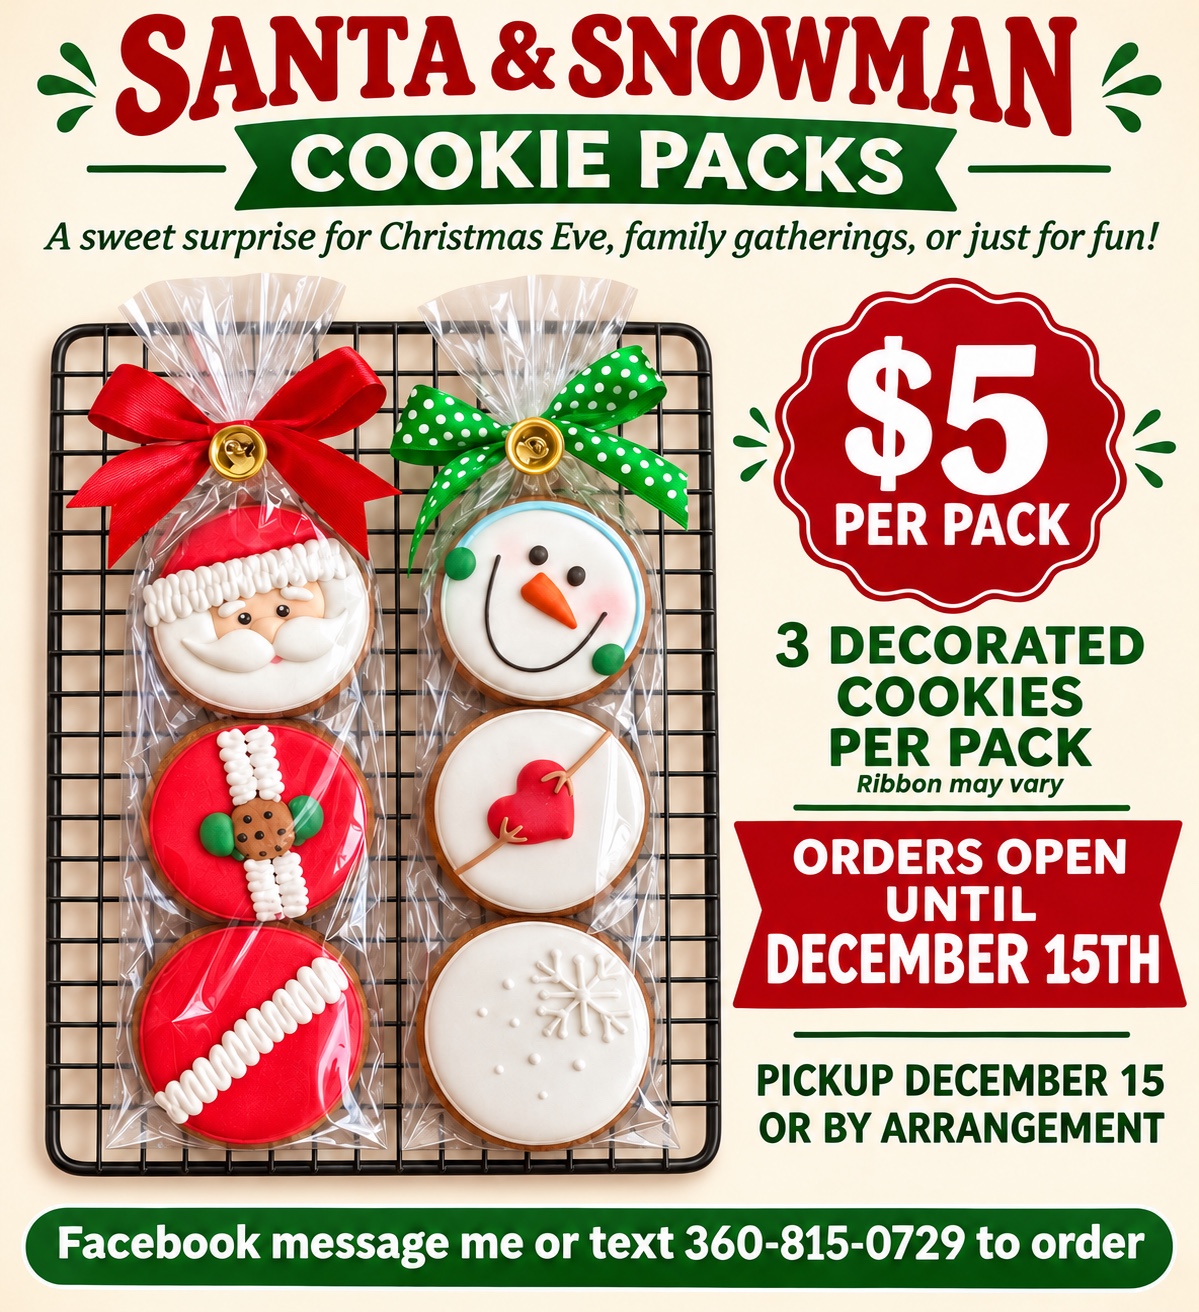 SANTA & SNOWMAN
COOKIE PACKS
A sweet surprise for Christmas Eve, family gatherings, or just for fun!
$5
PER PACK
3 DECORATED
COOKIES
PER PACK
Ribbon may vary
ORDERS OPEN
UNTIL
DECEMBER 15TH
PICKUP DECEMBER 15
OR BY ARRANGEMENT
Facebook message me or text 360-815-0729 to order